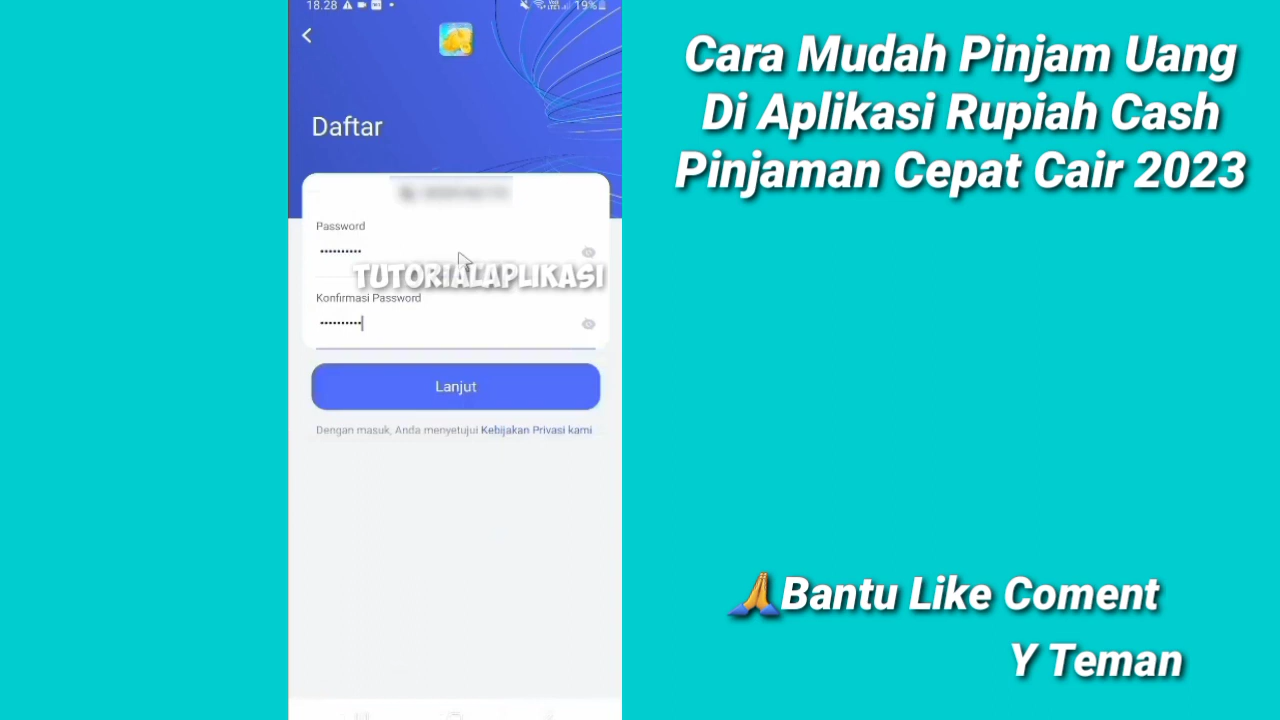 18.28
19%
Daftar
Password
TUTORIALAPLIKASI
Konfirmasi Password
Lanjut
Dengan masuk, Anda menyetujui Kebijakan Privasi kami
Cara Mudah Pinjam Uang
Di Aplikasi Rupiah Cash
Pinjaman Cepat Cair 2023
🙏Bantu Like Coment
Y Teman